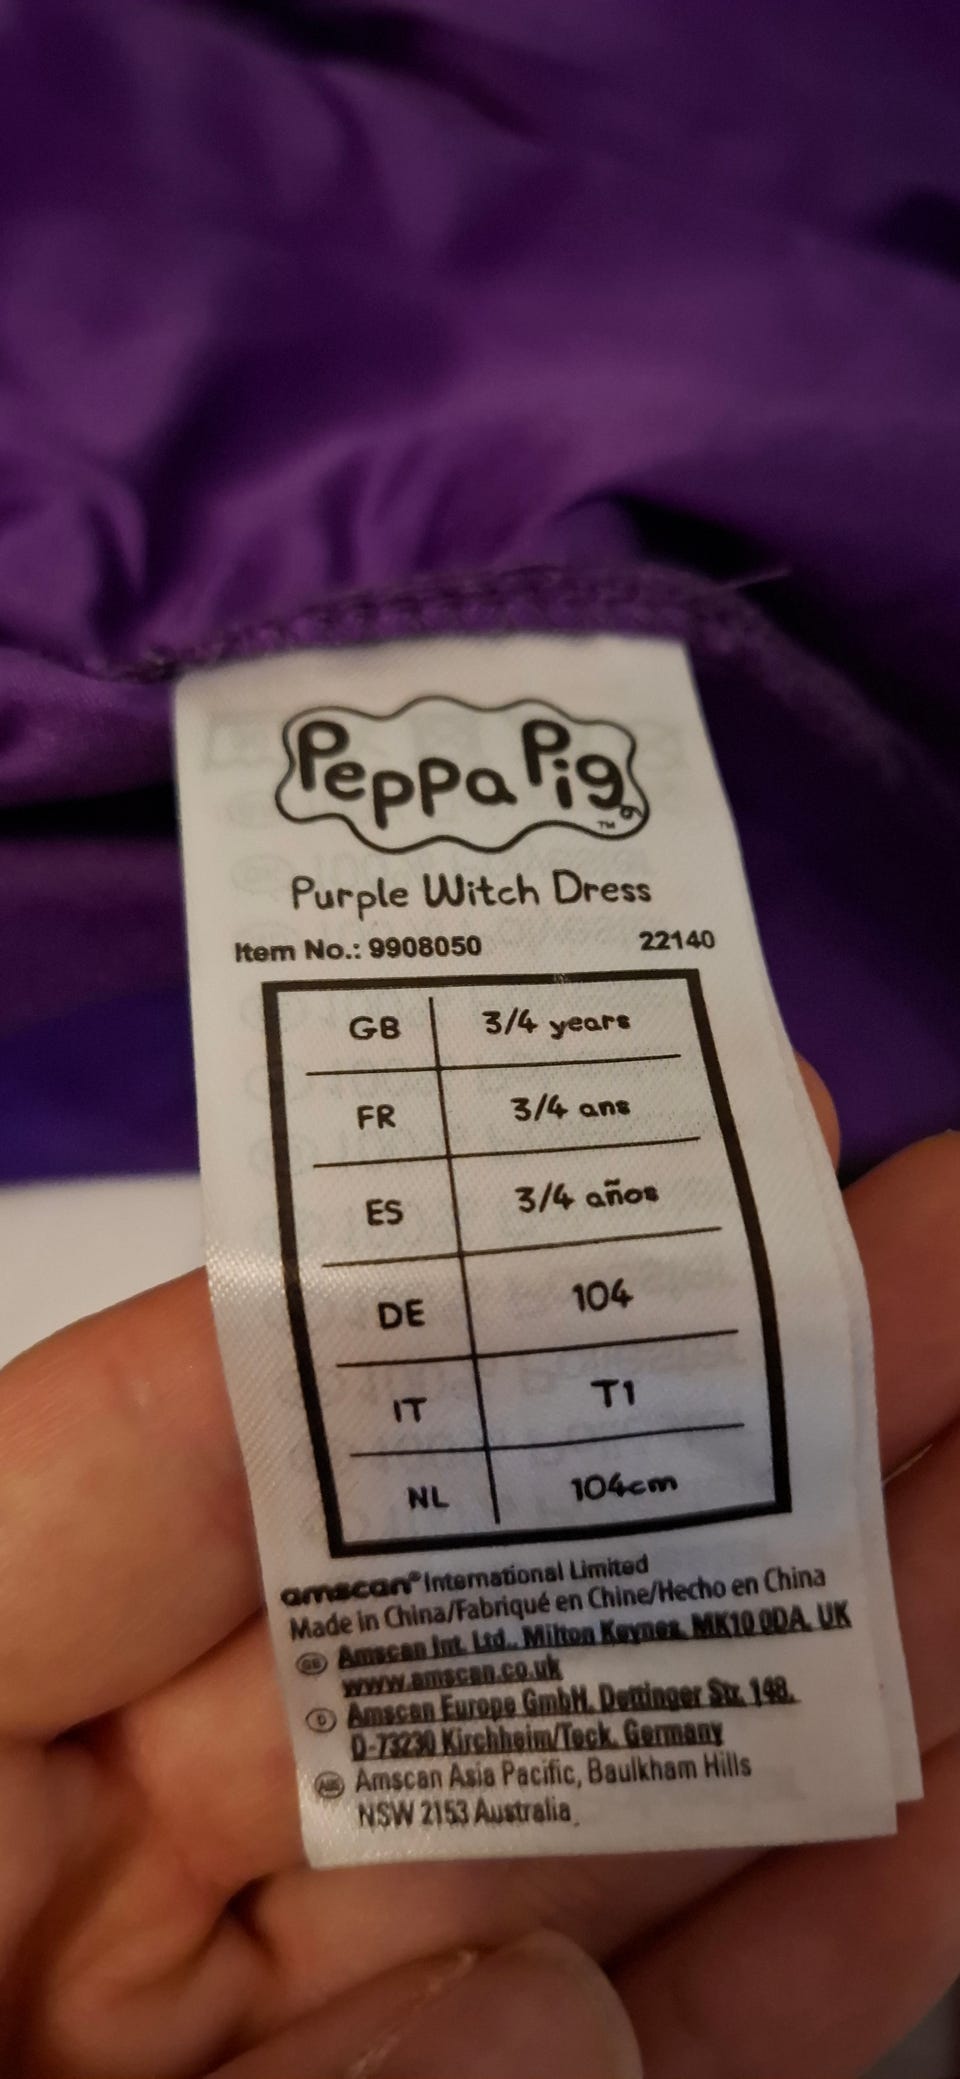 Peppa Pig
TM
Purple Witch Dress
Item No.: 9908050 22140
GB 3/4 years
FR 3/4 ans
ES 3/4 años
DE 104
IT T1
NL 104cm
amscan® International Limited
Made in China/Fabriqué en Chine/Hecho en China
GB Amscan Int. Ltd., Milton Keynes, MK10 0DA, UK
www.amscan.co.uk
D Amscan Europe GmbH, Dettinger Str. 148,
D-73230 Kirchheim/Teck, Germany
AUS Amscan Asia Pacific, Baulkham Hills
NSW 2153 Australia